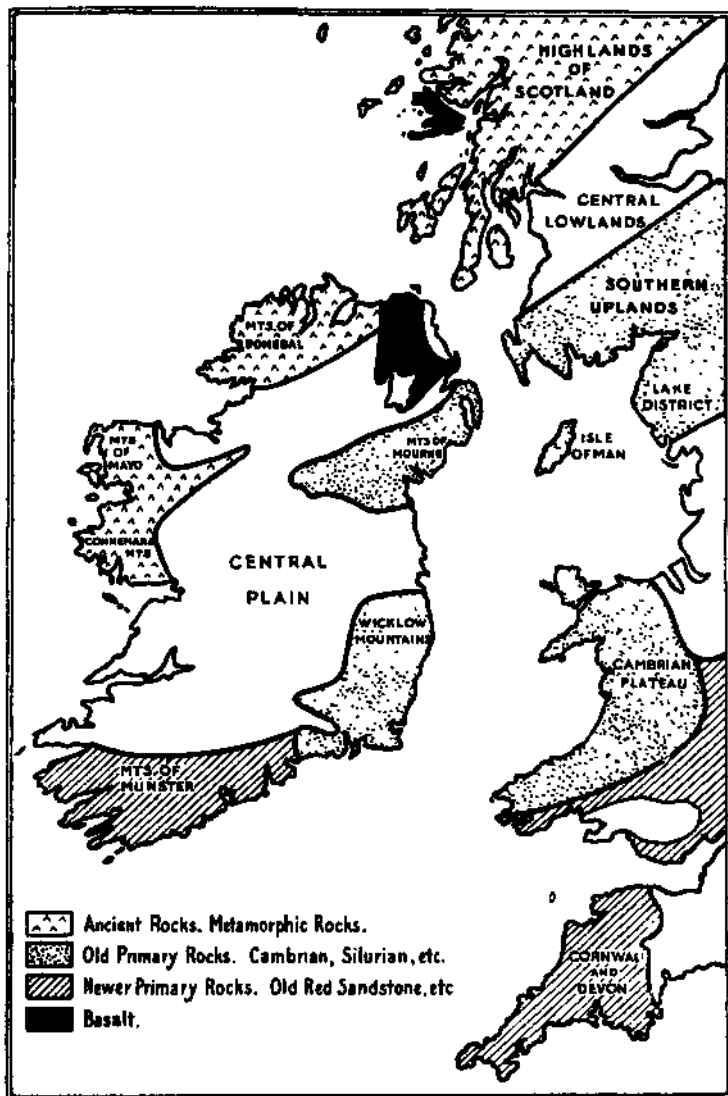 HIGHLANDS
OF
SCOTLAND
CENTRAL
LOWLANDS
SOUTHERN
UPLANDS
MTS. OF
DONEGAL
LAKE
DISTRICT
MTS
OF
MAYO
MTS OF
MOURNE
ISLE
OF MAN
CONNEMARA
MTS
CENTRAL
PLAIN
WICKLOW
MOUNTAINS
CAMBRIAN
PLATEAU
MTS. OF
MUNSTER
CORNWALL
AND
DEVON
Ancient Rocks. Metamorphic Rocks.
Old Primary Rocks. Cambrian, Silurian, etc.
Newer Primary Rocks. Old Red Sandstone, etc
Basalt.